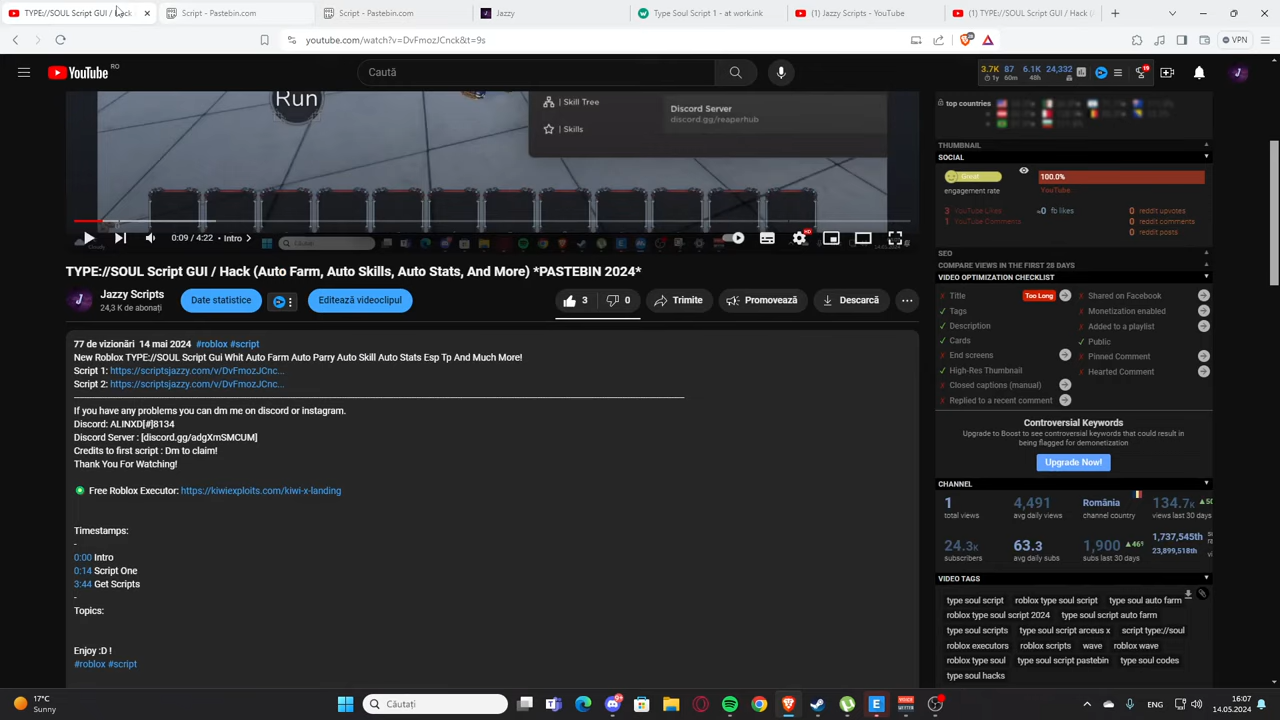 TYPE://SOUL Script GUI / Hack
Script - Pastebin.com
Script - Pastebin.com
Jazzy
Type Soul Script 1 - at work.ink
(1) Jazzy Scripts - YouTube
(1) TYPE://SOUL Script GUI / Hack (
youtube.com/watch?v=DvFmozJCnck&t=9s
VPN
YouTube RO
Caută
3.7K 87 6.1K 24,332
1y 60m 48h
Run
Skill Tree
Skills
Discord Server
discord.gg/reaperhub
0:09 / 4:22 · Intro
TYPE://SOUL Script GUI / Hack (Auto Farm, Auto Skills, Auto Stats, And More) *PASTEBIN 2024*
Jazzy Scripts
24,3 K de abonați
Date statistice
Editează videoclipul
3
0
Trimite
Promovează
Descarcă
77 de vizionări 14 mai 2024 #roblox #script
New Roblox TYPE://SOUL Script Gui Whit Auto Farm Auto Parry Auto Skill Auto Stats Esp Tp And Much More!
Script 1: https://scriptsjazzy.com/v/DvFmozJCnc...
Script 2: https://scriptsjazzy.com/v/DvFmozJCnc...
If you have any problems you can dm me on discord or instagram.
Discord: ALINXD[#]8134
Discord Server : [discord.gg/adgXmSMCUM]
Credits to first script : Dm to claim!
Thank You For Watching!
Free Roblox Executor: https://kiwiexploits.com/kiwi-x-landing
Timestamps:
-
0:00 Intro
0:14 Script One
3:44 Get Scripts
-
Topics:
Enjoy :D !
#roblox #script
top countries
THUMBNAIL
SOCIAL
Great
engagement rate
100.0%
YouTube
3 YouTube Likes
1 YouTube Comments
≈0 fb likes
0 reddit upvotes
0 reddit comments
0 reddit posts
SEO
COMPARE VIEWS IN THE FIRST 28 DAYS
VIDEO OPTIMIZATION CHECKLIST
Title Too Long
Tags
Description
Cards
End screens
High-Res Thumbnail
Closed captions (manual)
Replied to a recent comment
Shared on Facebook
Monetization enabled
Added to a playlist
Public
Pinned Comment
Hearted Comment
Controversial Keywords
Upgrade to Boost to see controversial keywords that could result in
being flagged for demonetization
Upgrade Now!
CHANNEL
1
total views
4,491
avg daily views
România
channel country
134.7K
views last 30 days
24.3K
subscribers
63.3
avg daily subs
1,900
subs last 30 days
1,737,545th
23,899,518th
VIDEO TAGS
type soul script roblox type soul script type soul auto farm
roblox type soul script 2024 type soul script auto farm
type soul scripts type soul script arceus x script type://soul
roblox executors roblox scripts wave roblox wave
roblox type soul type soul script pastebin type soul codes
type soul hacks
17°C
Sunny
Căutați
ENG
16:07
14.05.2024